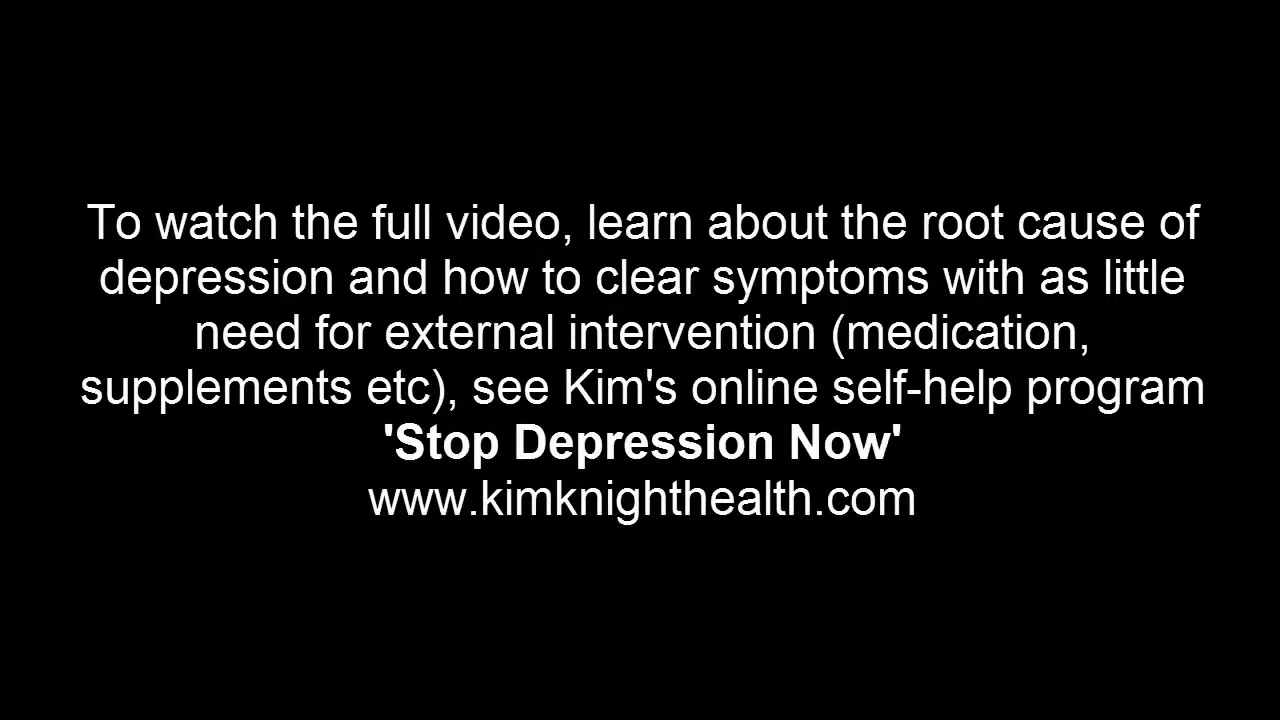 To watch the full video, learn about the root cause of
depression and how to clear symptoms with as little
need for external intervention (medication,
supplements etc), see Kim's online self-help program
'Stop Depression Now'
www.kimknighthealth.com